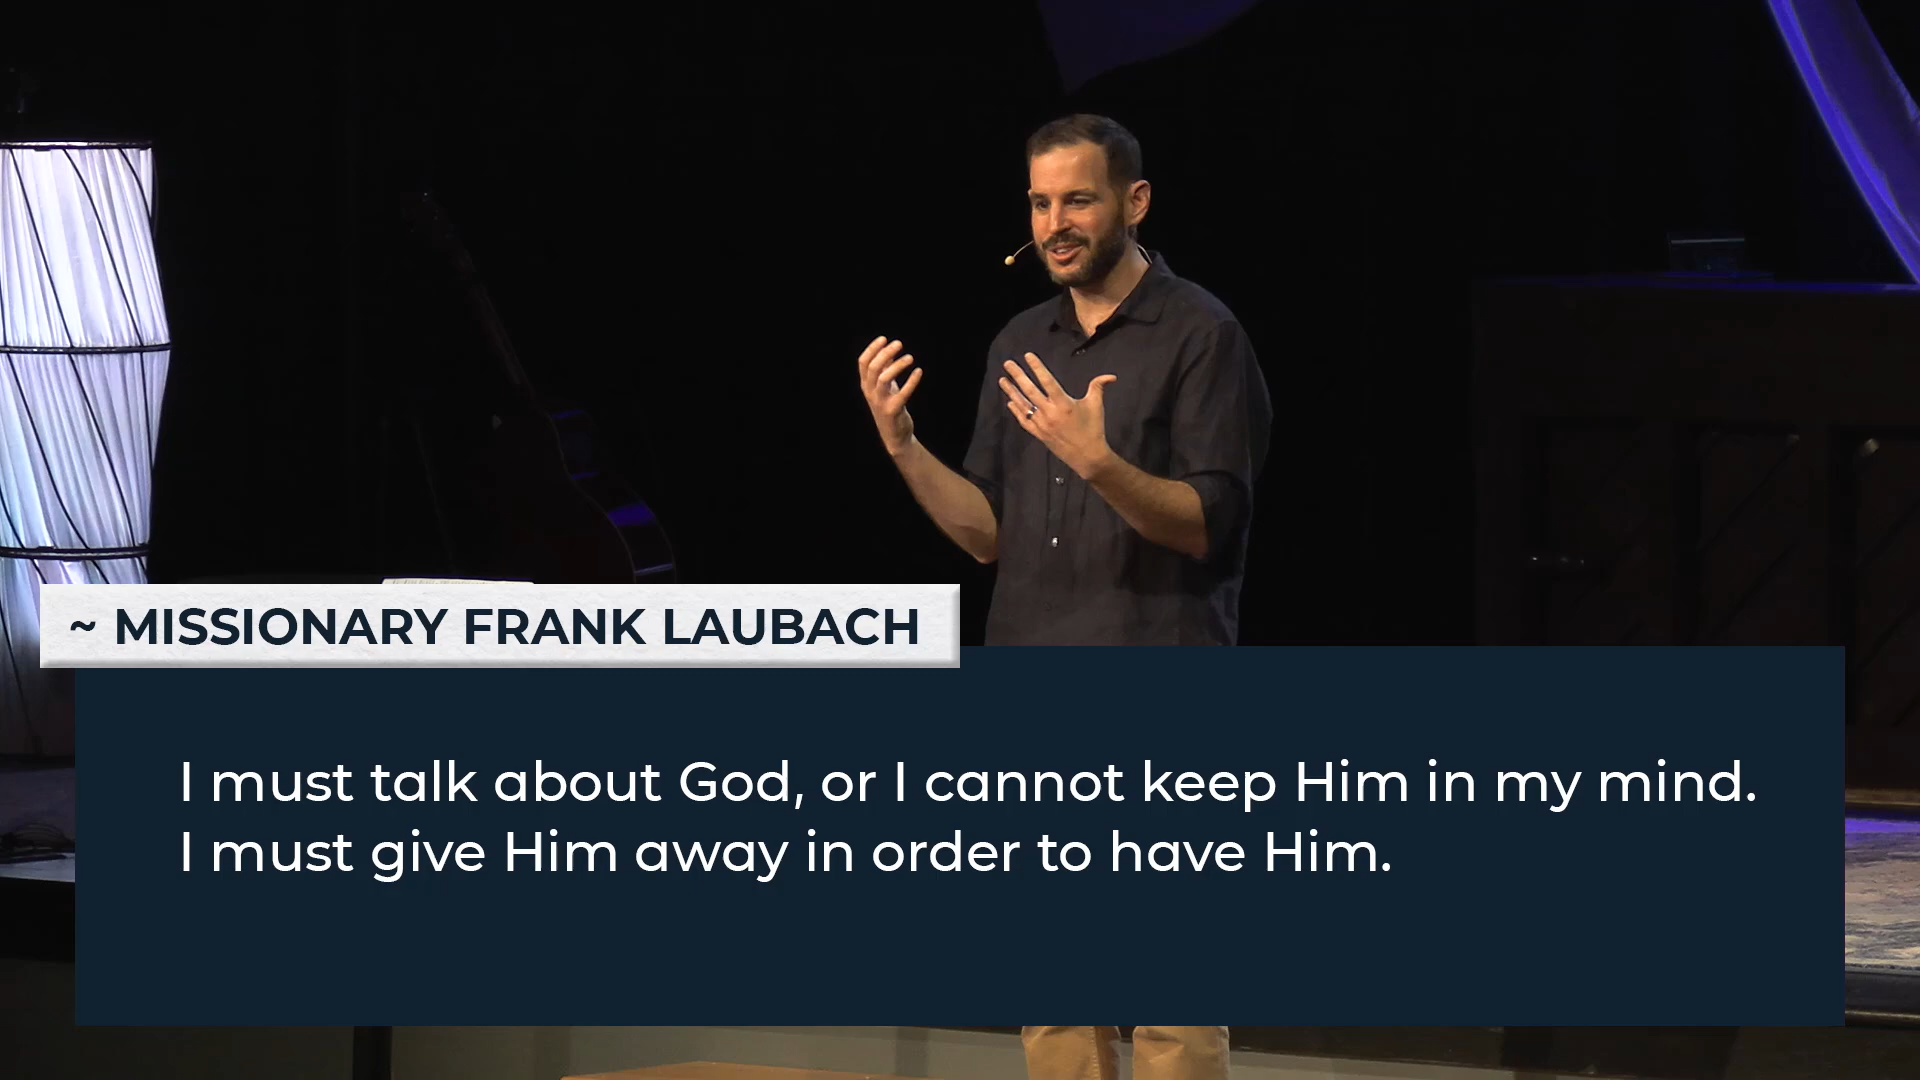 ~ MISSIONARY FRANK LAUBACH
I must talk about God, or I cannot keep Him in my mind.
I must give Him away in order to have Him.